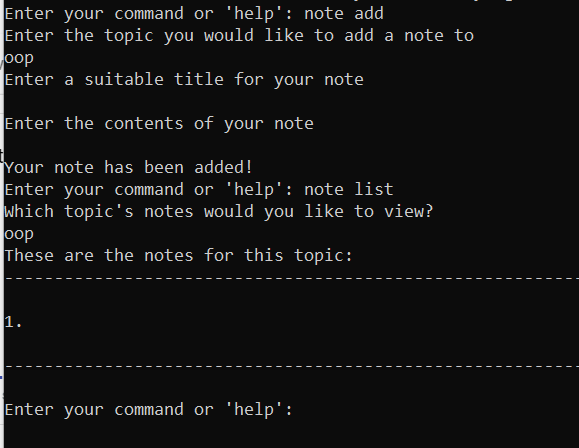 Enter your command or 'help': note add
Enter the topic you would like to add a note to
oop
Enter a suitable title for your note
Enter the contents of your note
Your note has been added!
Enter your command or 'help': note list
Which topic's notes would you like to view?
oop
These are the notes for this topic:
--------------------------------------------------------------
1.
--------------------------------------------------------------
Enter your command or 'help':